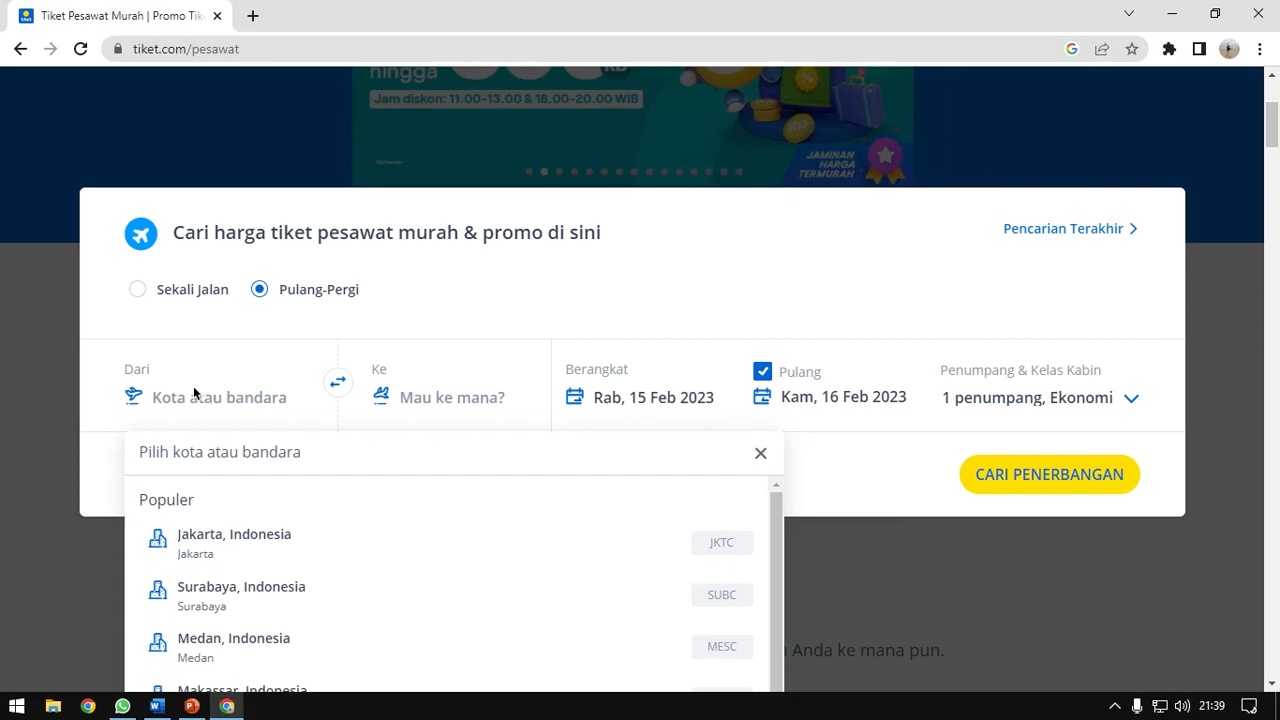 Tiket Pesawat Murah | Promo Tik
tiket.com/pesawat
hingga
Jam diskon: 11.00-13.00 & 18.00-20.00 WIB
JAMINAN
HARGA
TERMURAH
Cari harga tiket pesawat murah & promo di sini
Pencarian Terakhir
Sekali Jalan
Pulang-Pergi
Dari
Kota atau bandara
Ke
Mau ke mana?
Berangkat
Rab, 15 Feb 2023
Pulang
Kam, 16 Feb 2023
Penumpang & Kelas Kabin
1 penumpang, Ekonomi
Pilih kota atau bandara
CARI PENERBANGAN
Populer
Jakarta, Indonesia
Jakarta
JKTC
Surabaya, Indonesia
Surabaya
SUBC
Medan, Indonesia
Medan
MESC
Makassar, Indonesia
Anda ke mana pun.
21:39